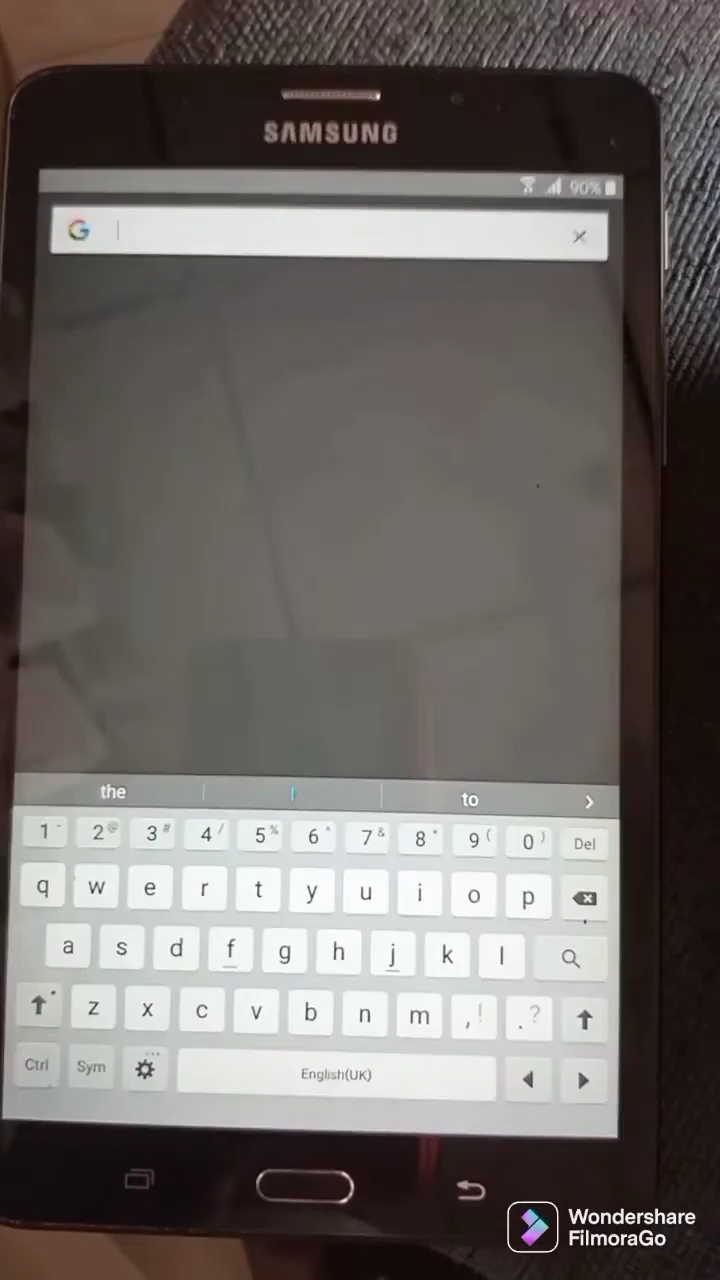 SAMSUNG
90%
G
the to
1 - 2 @ 3 # 4 / 5 % 6 ^ 7 & 8 * 9 ( 0 ) Del
q w e r t y u i o p
a s d f g h j k l
z x c v b n m , ! . ?
Ctrl Sym English(UK)
Wondershare
FilmoraGo